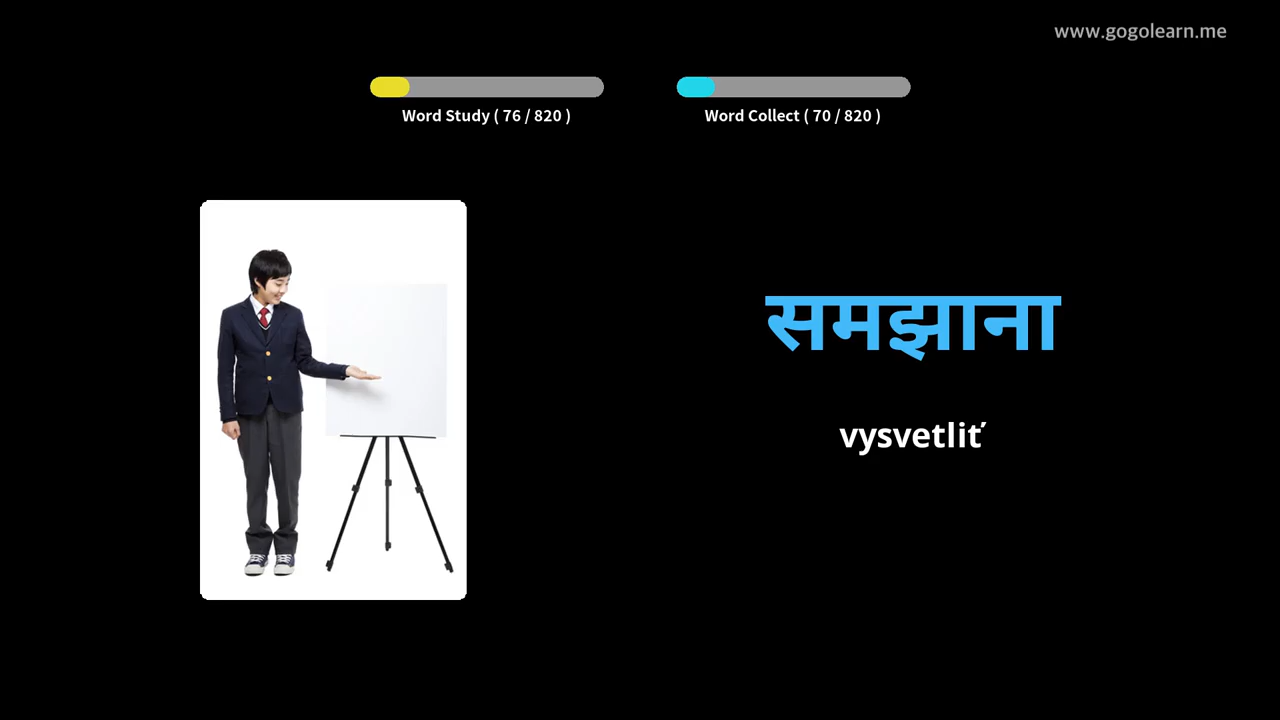 www.gogolearn.me
Word Study ( 76 / 820 )
Word Collect ( 70 / 820 )
समझाना
vysvetliť